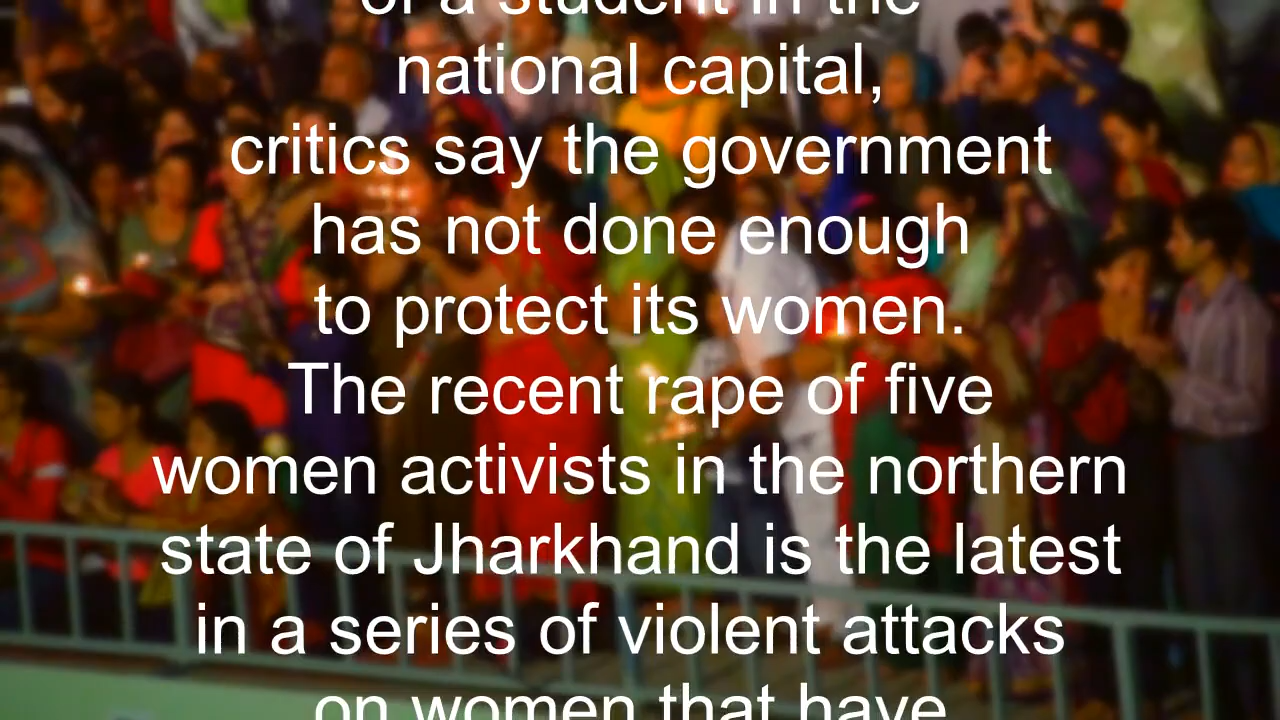 of a student in the
national capital,
critics say the government
has not done enough
to protect its women.
The recent rape of five
women activists in the northern
state of Jharkhand is the latest
in a series of violent attacks
on women that have